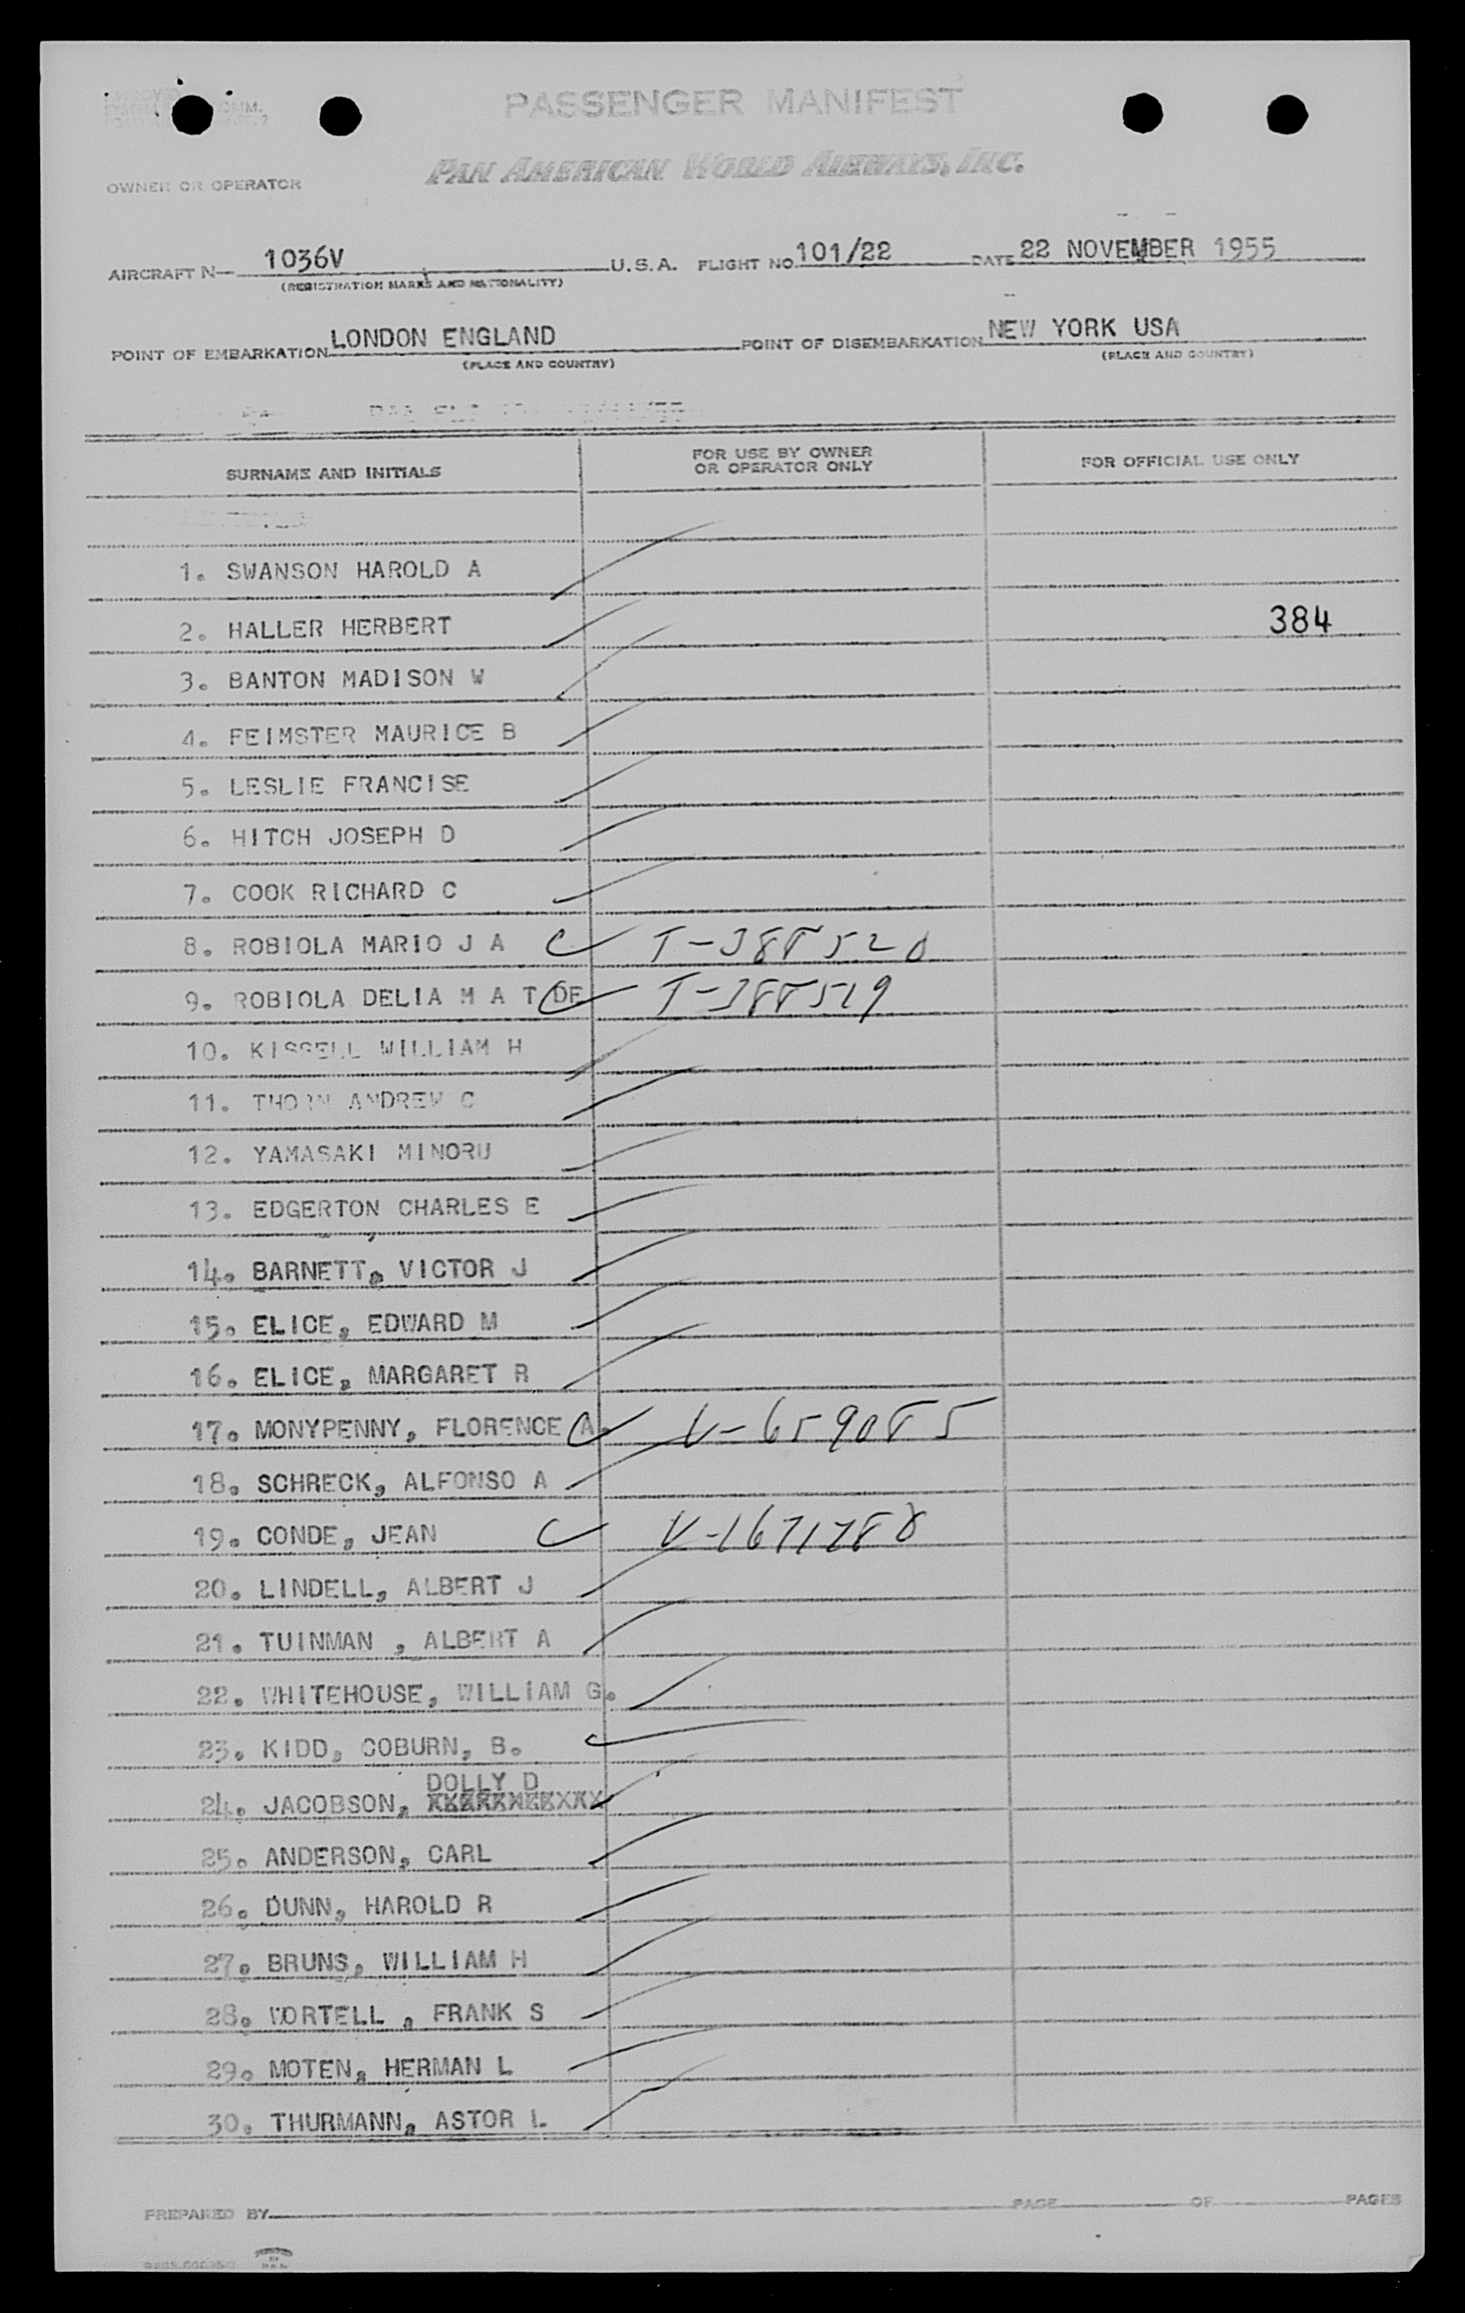 PASSENGER MANIFEST
PAN AMERICAN WORLD AIRWAYS, INC.
OWNER OR OPERATOR
AIRCRAFT N— 1036V U.S.A. FLIGHT NO. 101/22 DATE 22 NOVEMBER 1955
(REGISTRATION MARKS AND NATIONALITY)
POINT OF EMBARKATION LONDON ENGLAND POINT OF DISEMBARKATION NEW YORK USA
(PLACE AND COUNTRY) (PLACE AND COUNTRY)
SURNAME AND INITIALS FOR USE BY OWNER OR OPERATOR ONLY FOR OFFICIAL USE ONLY
1. SWANSON HAROLD A
2. HALLER HERBERT 384
3. BANTON MADISON W
4. FEIMSTER MAURICE B
5. LESLIE FRANCISE
6. HITCH JOSEPH D
7. COOK RICHARD C
8. ROBIOLA MARIO J A C T-388520
9. ROBIOLA DELIA M A T DE T-388519
10. KISSELL WILLIAM H
11. THORN ANDREW C
12. YAMASAKI MINORU
13. EDGERTON CHARLES E
14. BARNETT, VICTOR J
15. ELICE, EDWARD M
16. ELICE, MARGARET R
17. MONYPENNY, FLORENCE A. V-659085
18. SCHRECK, ALFONSO A
19. CONDE, JEAN C V-1671788
20. LINDELL, ALBERT J
21. TUINMAN , ALBERT A
22. WHITEHOUSE, WILLIAM G.
23. KIDD, COBURN, B.
24. JACOBSON, DOLLY D
25. ANDERSON, CARL
26. DUNN, HAROLD R
27. BRUNS, WILLIAM H
28. WORTELL , FRANK S
29. MOTEN, HERMAN L
30. THURMANN, ASTOR L.
PREPARED BY PAGE OF PAGES